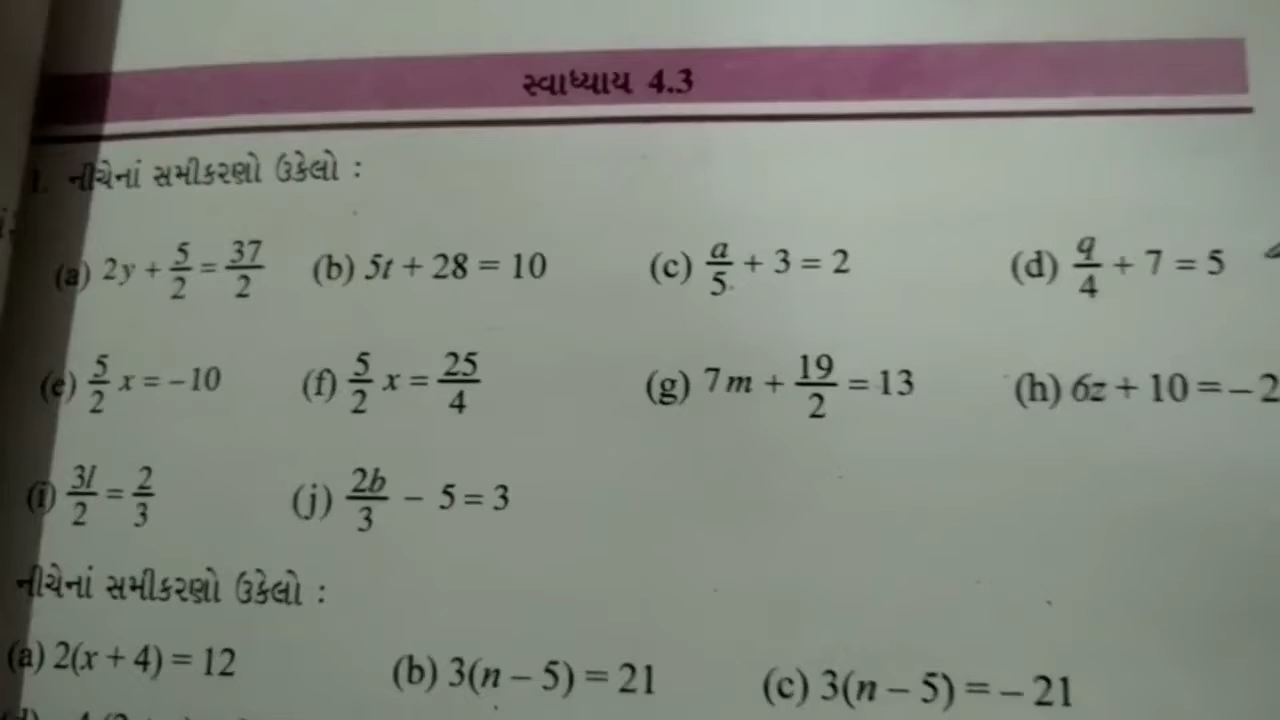 સ્વાધ્યાય 4.3
1. નીચેનાં સમીકરણો ઉકેલો :
(a) 2y + 5/2 = 37/2 (b) 5t + 28 = 10 (c) a/5 + 3 = 2 (d) q/4 + 7 = 5
(e) 5/2 x = –10 (f) 5/2 x = 25/4 (g) 7m + 19/2 = 13 (h) 6z + 10 = – 2
(i) 3l/2 = 2/3 (j) 2b/3 – 5 = 3
નીચેનાં સમીકરણો ઉકેલો :
(a) 2(x + 4) = 12 (b) 3(n – 5) = 21 (c) 3(n – 5) = – 21